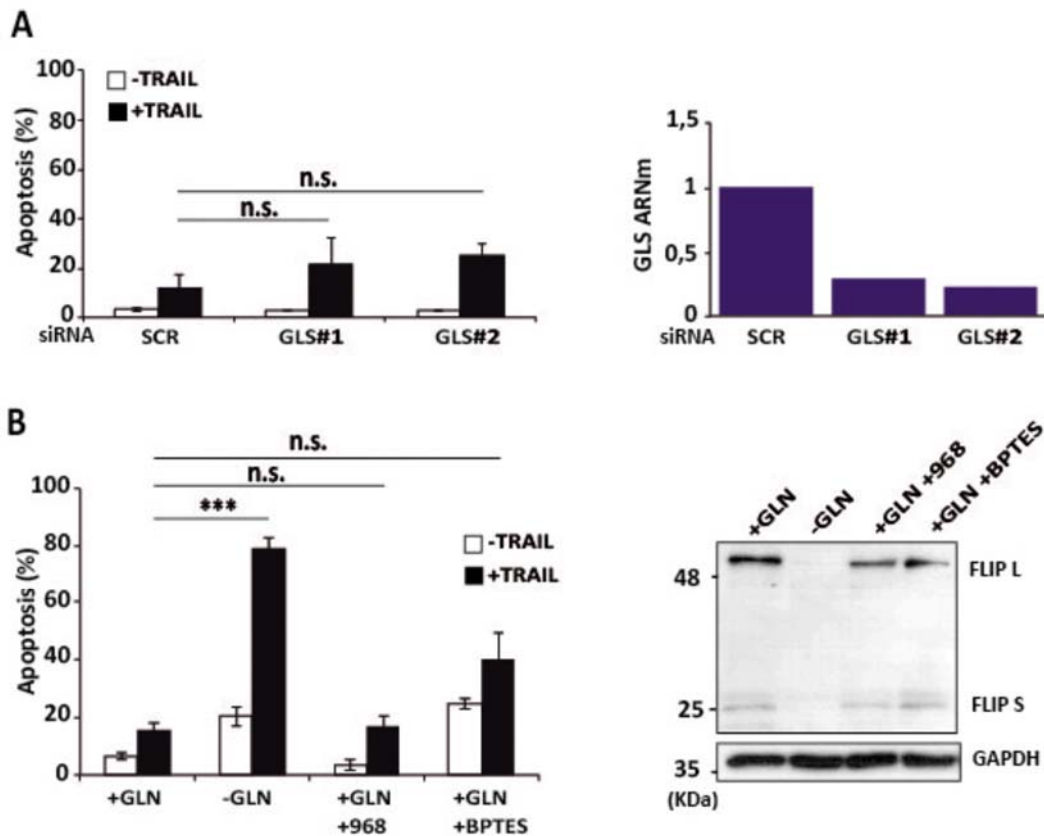 A
100
80
60
40
20
0
Apoptosis (%)
-TRAIL
+TRAIL
n.s.
n.s.
siRNA SCR GLS#1 GLS#2
1,5
1
0,5
0
GLS ARNm
siRNA SCR GLS#1 GLS#2
B
100
80
60
40
20
0
Apoptosis (%)
n.s.
n.s.
***
-TRAIL
+TRAIL
+GLN -GLN +GLN +GLN
+968 +BPTES
+GLN -GLN +GLN +968 +GLN +BPTES
48
25
35
(KDa)
FLIP L
FLIP S
GAPDH